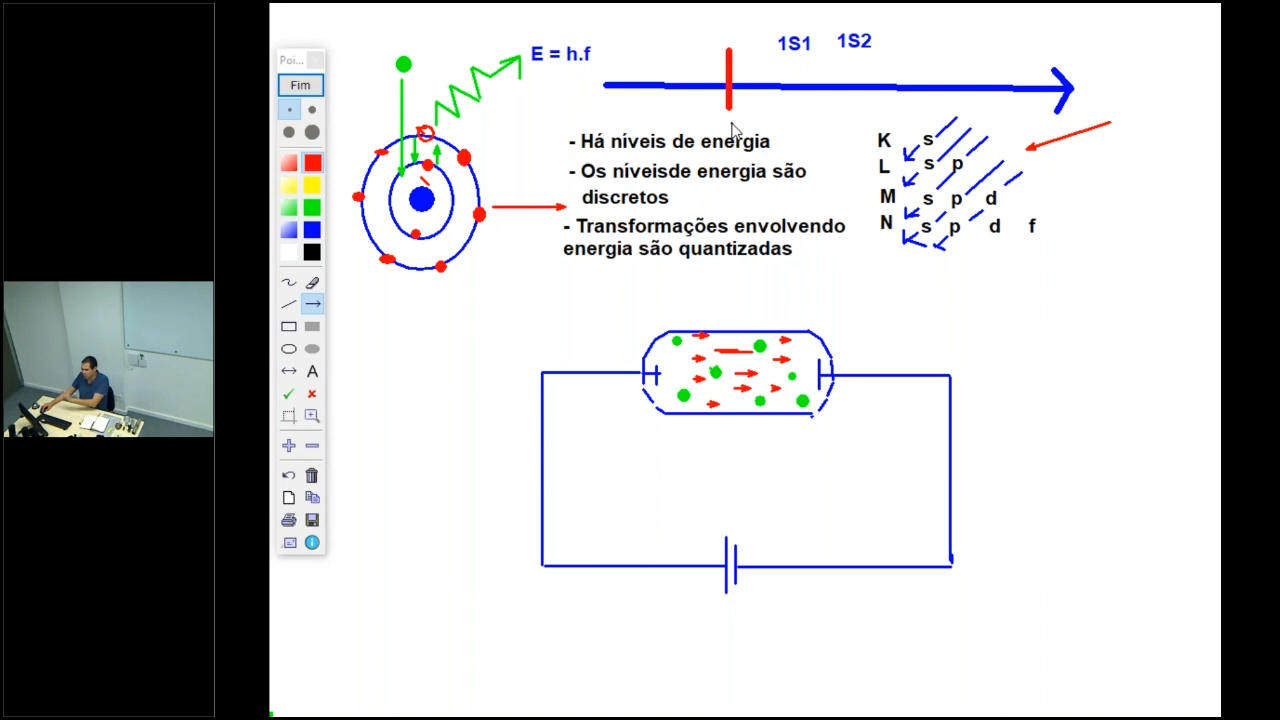 Poi...
Fim
A
E = h.f
1S1 1S2
- Há níveis de energia
- Os níveisde energia são
discretos
- Transformações envolvendo
energia são quantizadas
K s
L s p
M s p d
N s p d f